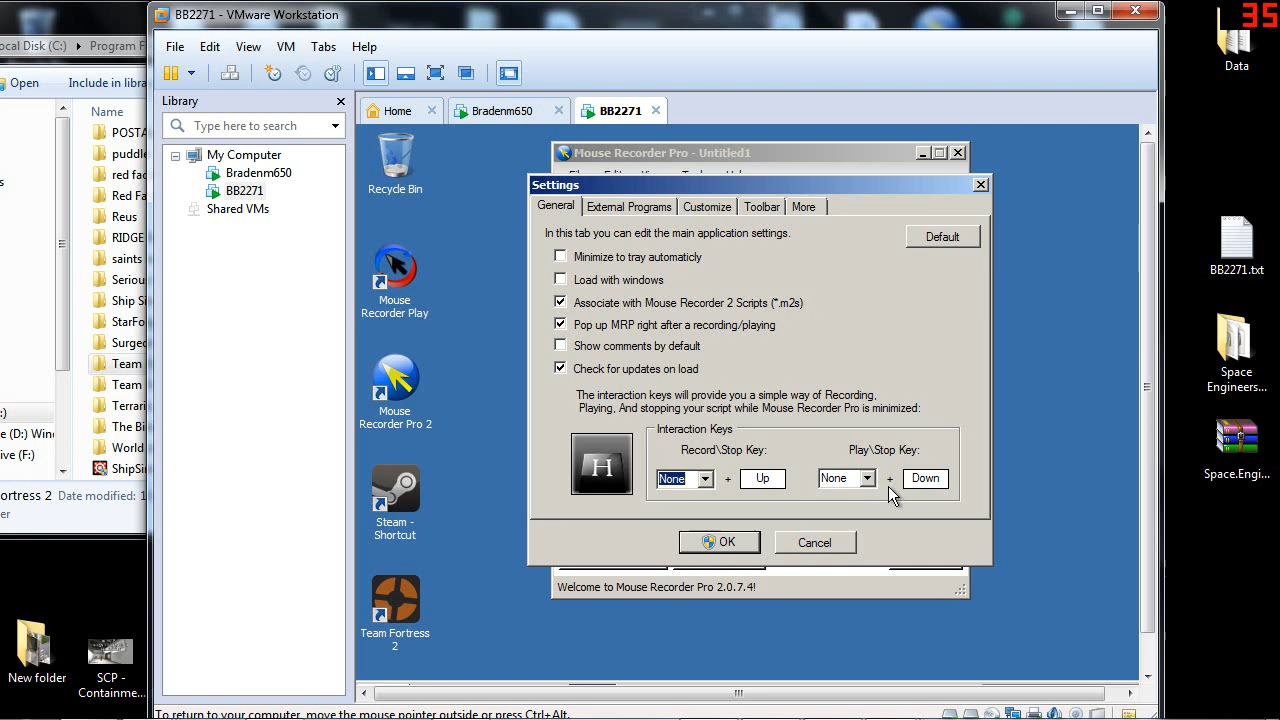 BB2271 - VMware Workstation
35
ocal Disk (C:)
Program F
File
Edit
View
VM
Tabs
Help
Open
Include in libra
Library
Home
Bradenm650
BB2271
Type here to search
My Computer
Bradenm650
BB2271
Shared VMs
Name
POSTA
puddle
red fac
Red Fa
Reus
RIDGE
saints
Seriou
Ship Si
StarFo
Surgec
Team
Team
Terrari
The Bi
World
ShipSin
:)
e (D:) Wind
ive (F:)
ortress 2
Date modified: 1
er
New folder
SCP -
Containme...
Recycle Bin
Mouse
Recorder Play
Mouse
Recorder Pro 2
Steam -
Shortcut
Team Fortress
2
Mouse Recorder Pro - Untitled1
Settings
General
External Programs
Customize
Toolbar
More
In this tab you can edit the main application settings.
Default
Minimize to tray automaticly
Load with windows
Associate with Mouse Recorder 2 Scripts (*.m2s)
Pop up MRP right after a recording/playing
Show comments by default
Check for updates on load
The interaction keys will provide you a simple way of Recording,
Playing, And stopping your script while Mouse Recorder Pro is minimized:
Interaction Keys
Record\Stop Key:
Play\Stop Key:
H
None
+
Up
None
+
Down
OK
Cancel
Welcome to Mouse Recorder Pro 2.0.7.4!
To return to your computer, move the mouse pointer outside or press Ctrl+Alt.
Data
BB2271.txt
Space
Engineers...
Space.Engi...